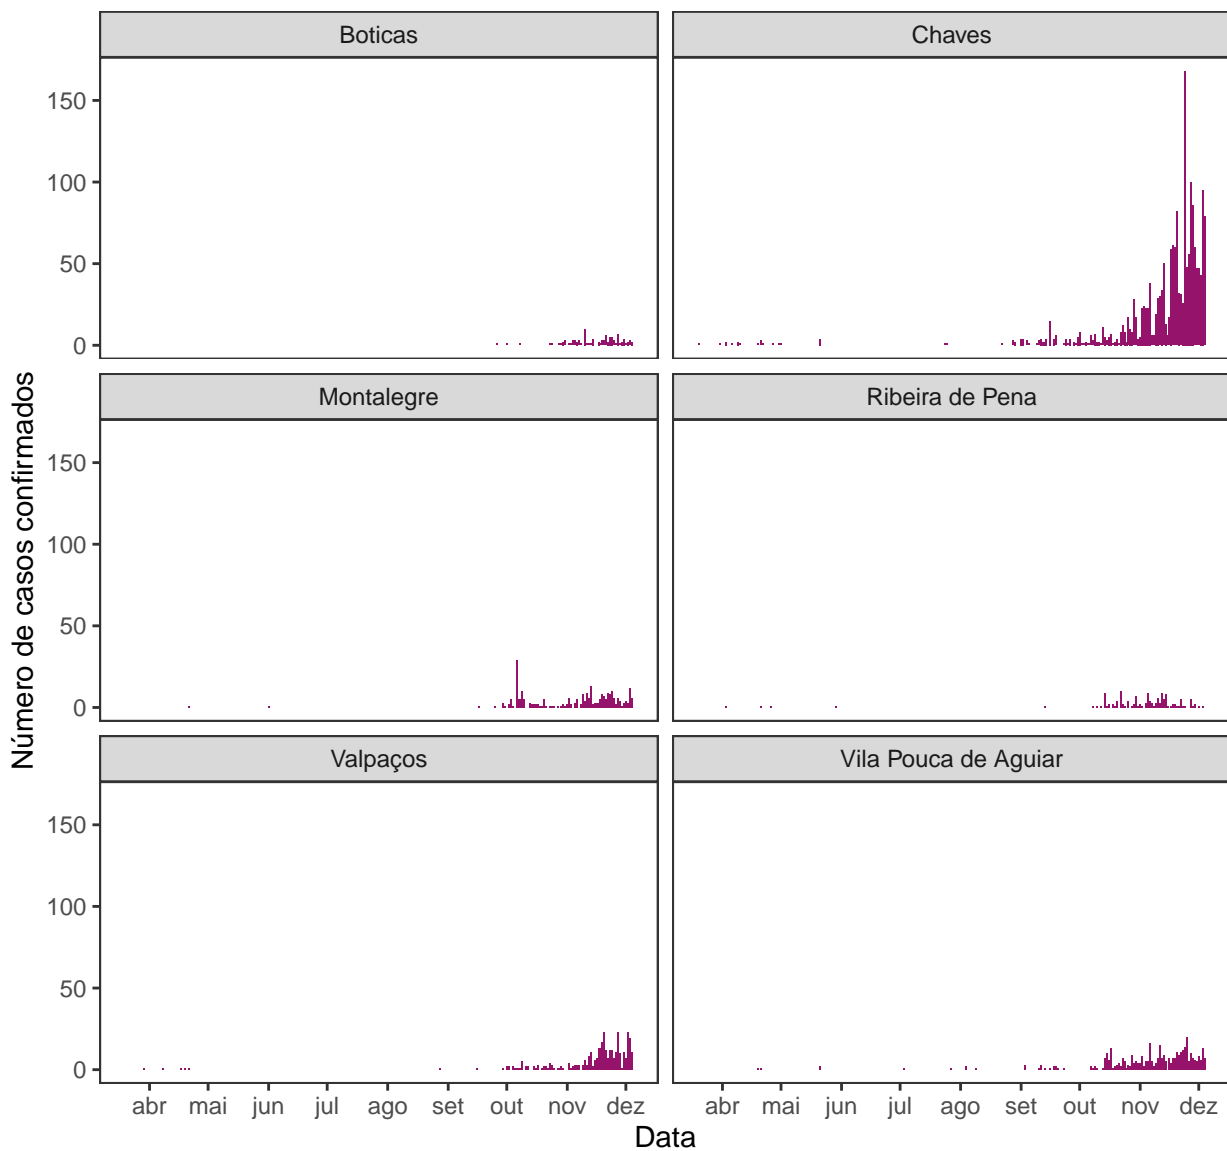 Boticas
Chaves
150
100
50
0
Montalegre
Ribeira de Pena
150
100
50
0
Valpaços
Vila Pouca de Aguiar
150
100
50
0
abr mai jun jul ago set out nov dez
abr mai jun jul ago set out nov dez
Data
Número de casos confirmados